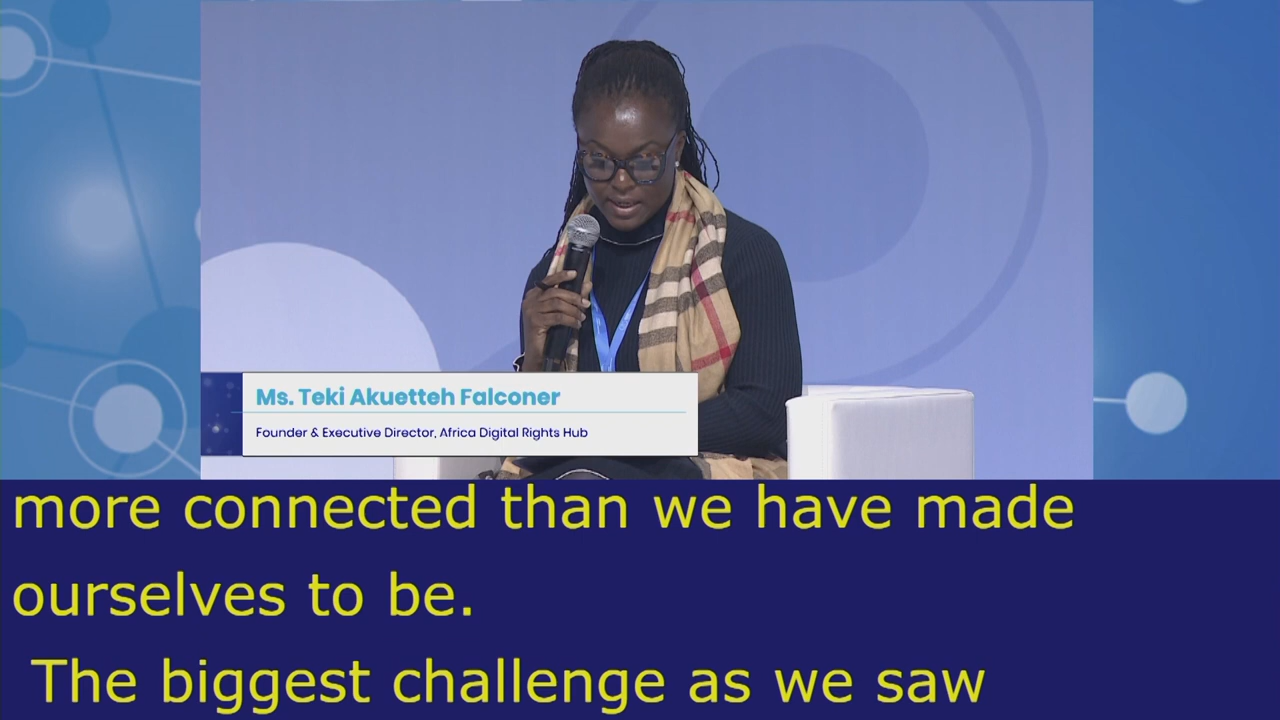 Ms. Teki Akuetteh Falconer
Founder & Executive Director, Africa Digital Rights Hub
more connected than we have made
ourselves to be.
The biggest challenge as we saw